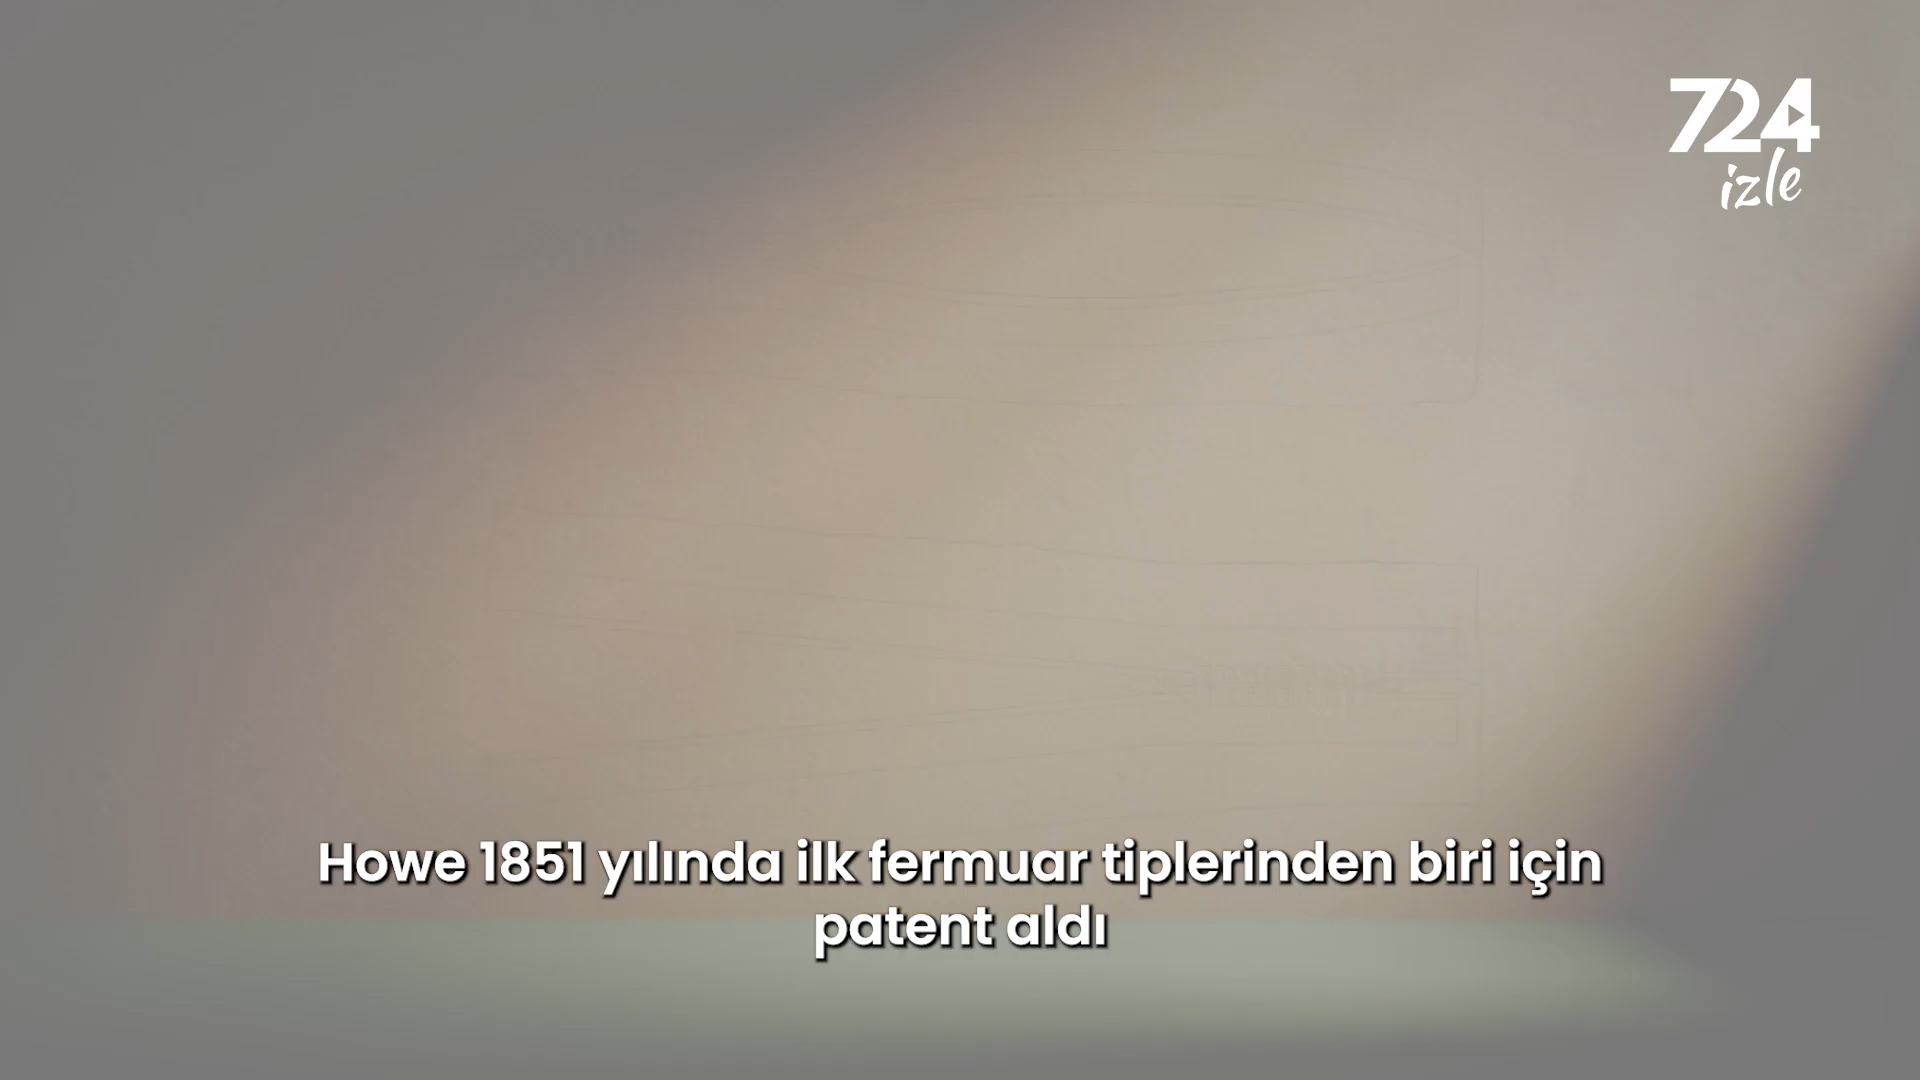 724
izle
Howe 1851 yılında ilk fermuar tiplerinden biri için
patent aldı